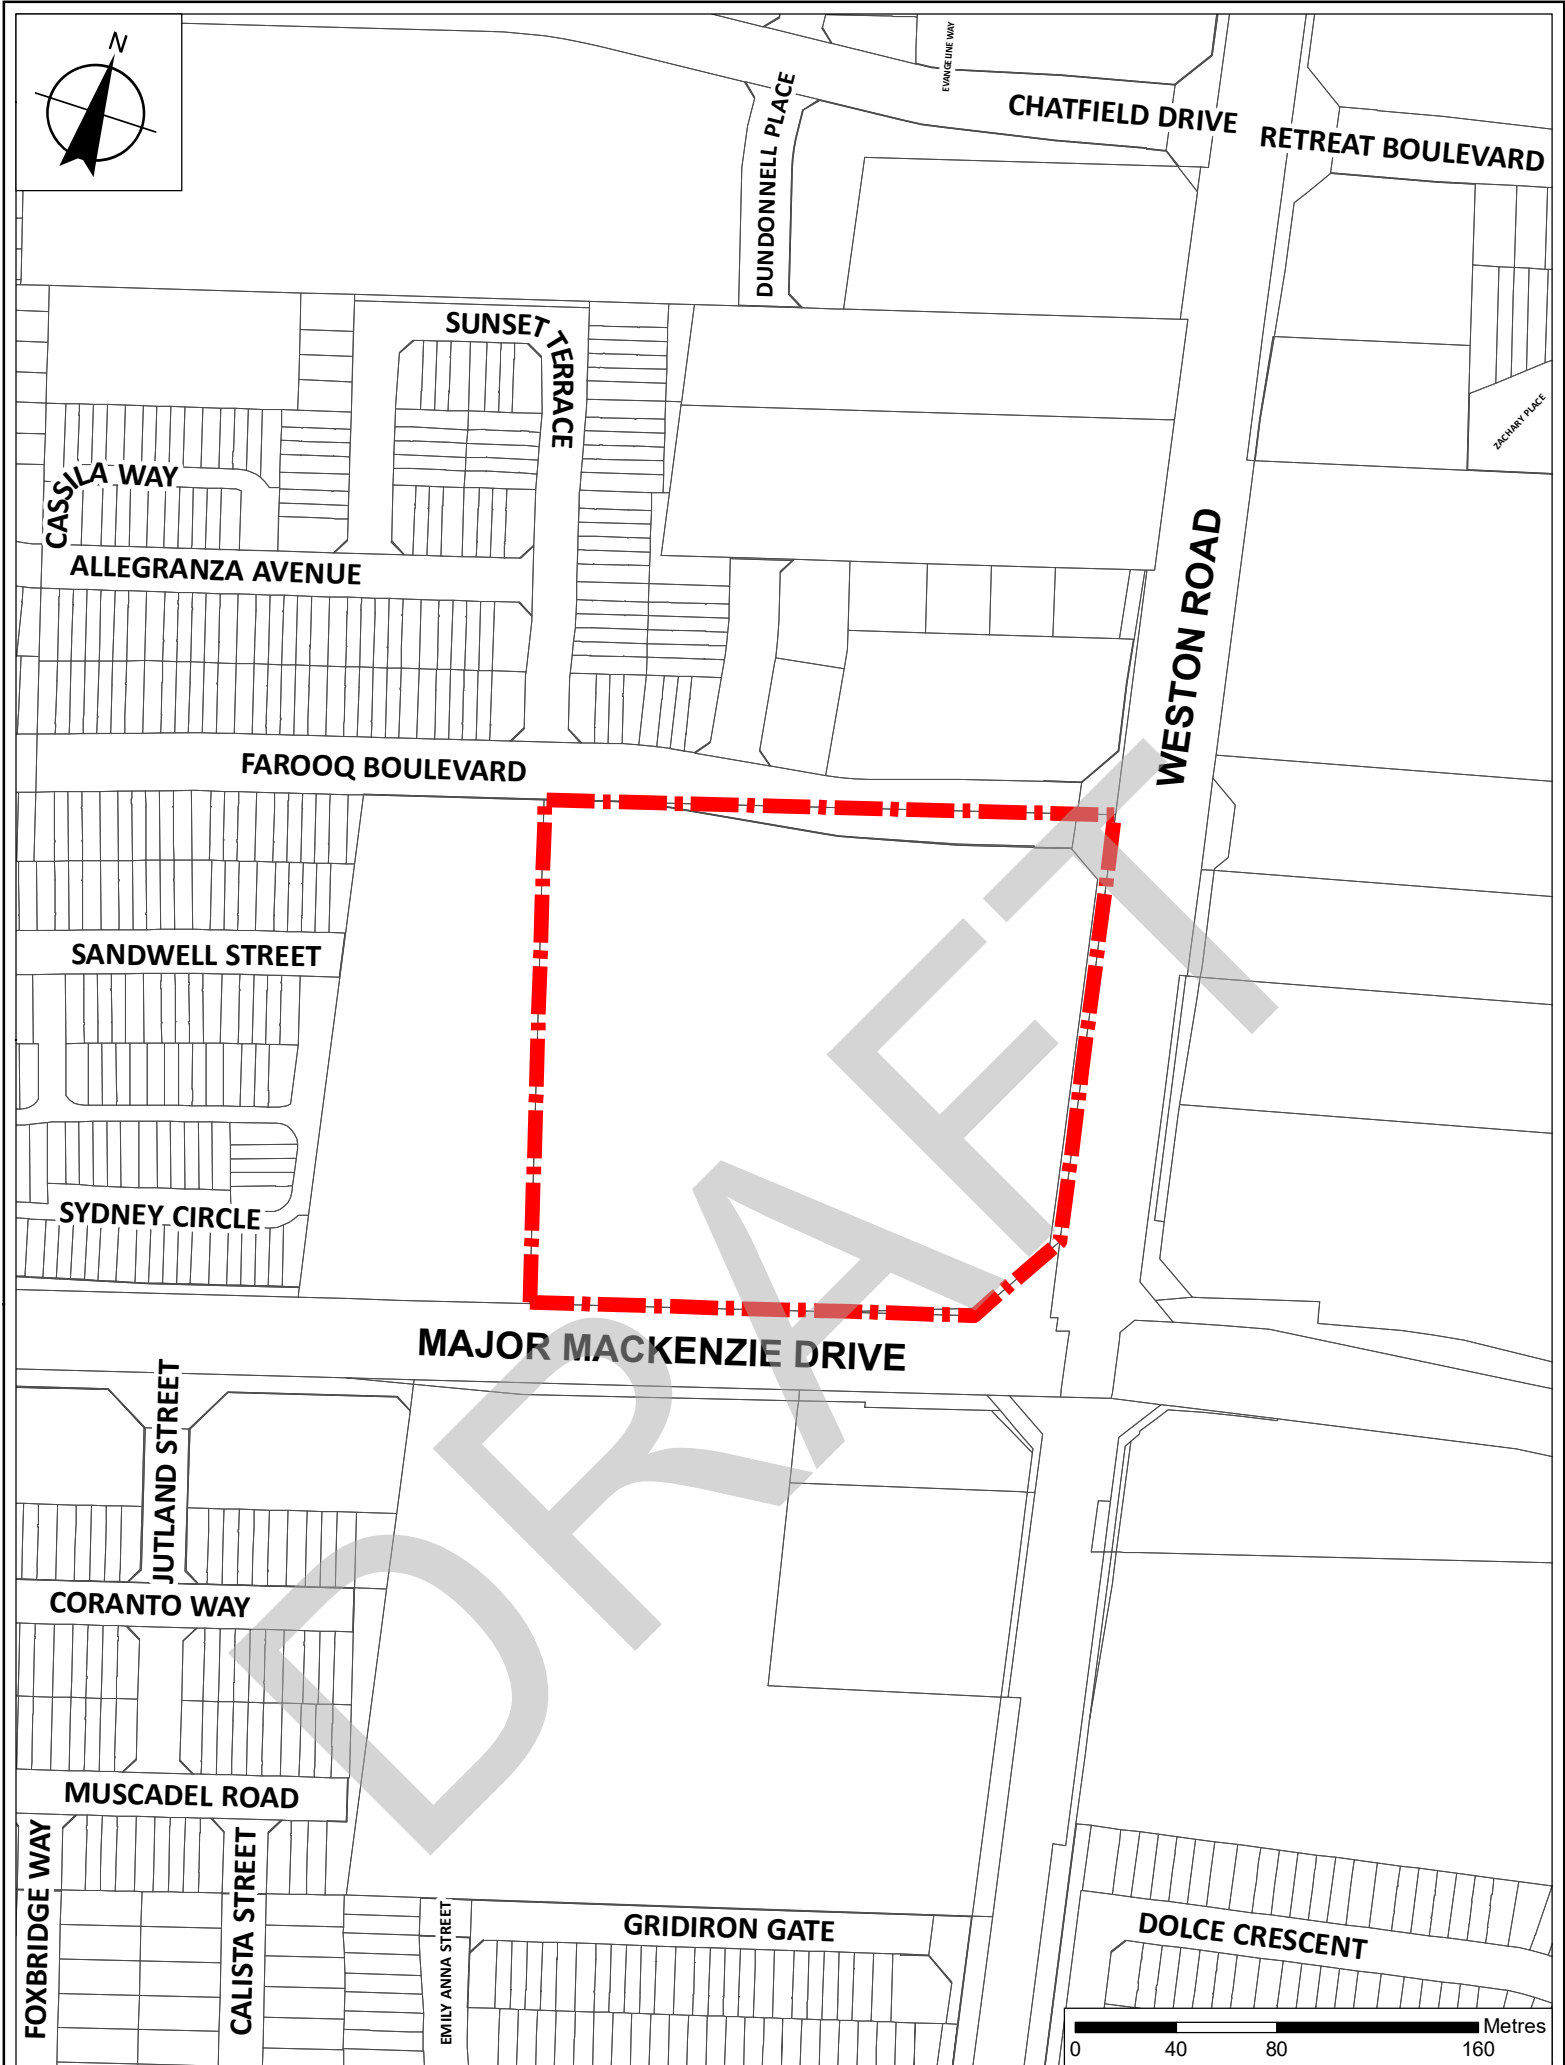 N
EVANGELINE WAY
CHATFIELD DRIVE
RETREAT BOULEVARD
DUNDONNELL PLACE
SUNSET TERRACE
ZACHARY PLACE
CASSILA WAY
ALLEGRANZA AVENUE
WESTON ROAD
FAROOQ BOULEVARD
SANDWELL STREET
SYDNEY CIRCLE
MAJOR MACKENZIE DRIVE
DRAFT
JUTLAND STREET
CORANTO WAY
MUSCADEL ROAD
FOXBRIDGE WAY
CALISTA STREET
EMILY ANNA STREET
GRIDIRON GATE
DOLCE CRESCENT
Metres
0 40 80 160